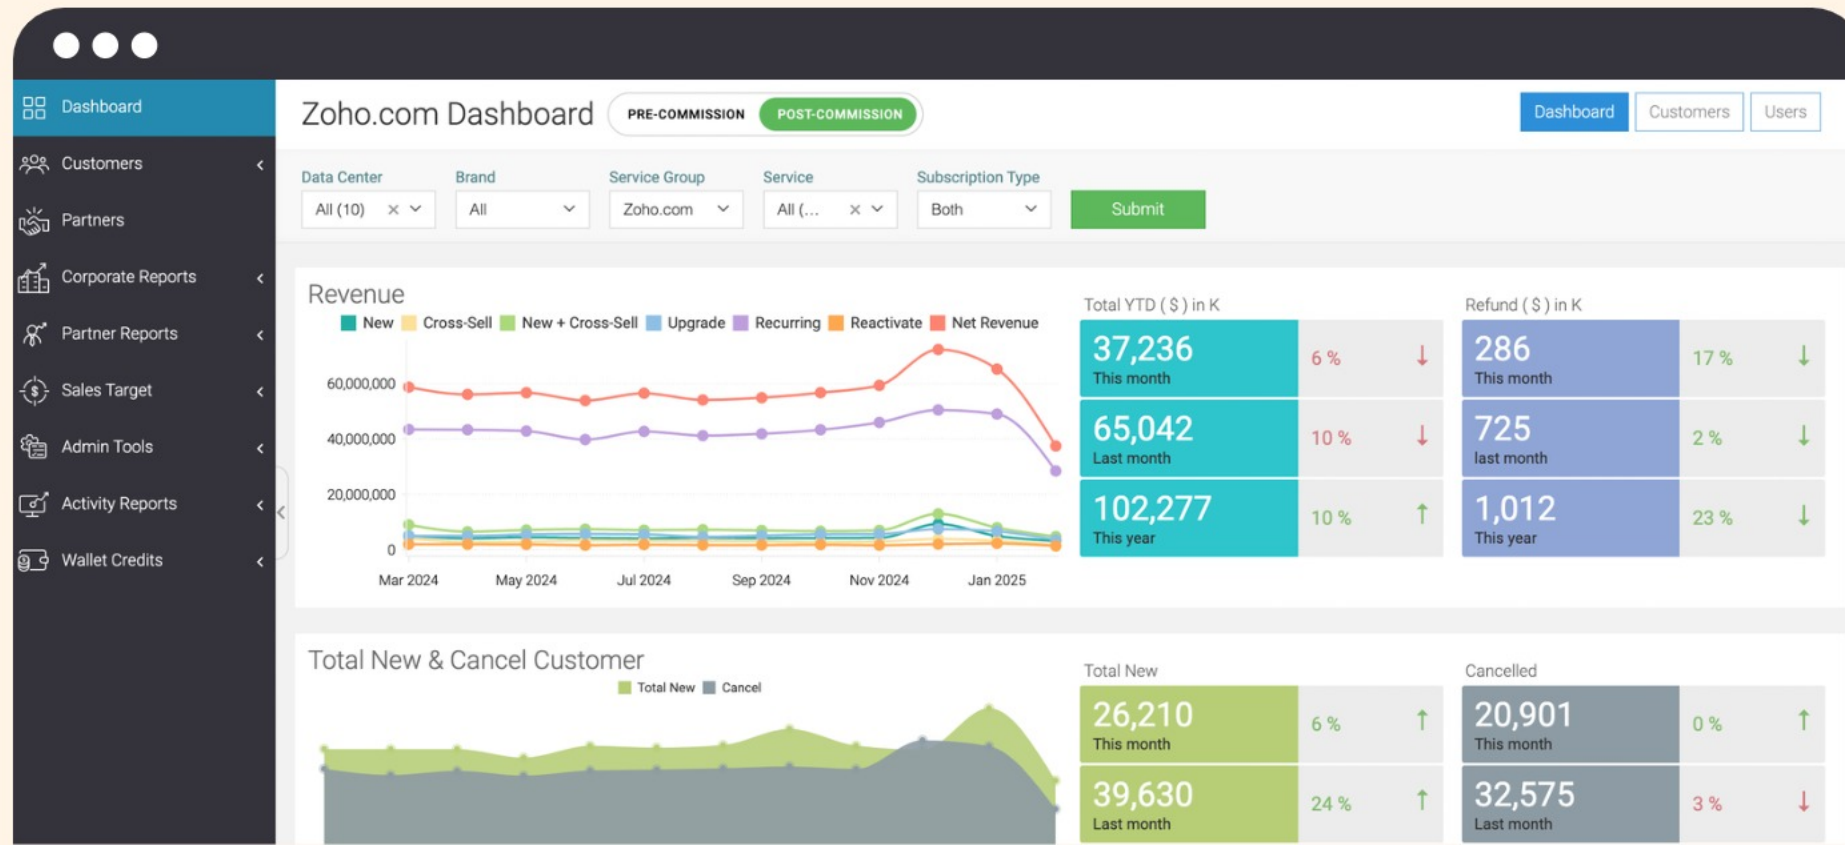 Dashboard
Customers
Partners
Corporate Reports
Partner Reports
Sales Target
Admin Tools
Activity Reports
Wallet Credits
Zoho.com Dashboard PRE-COMMISSION POST-COMMISSION
Dashboard Customers Users
Data Center Brand Service Group Service Subscription Type
All (10) All Zoho.com All (... Both Submit
Revenue
New Cross-Sell New + Cross-Sell Upgrade Recurring Reactivate Net Revenue
60,000,000
40,000,000
20,000,000
0
Mar 2024 May 2024 Jul 2024 Sep 2024 Nov 2024 Jan 2025
Total YTD ( $ ) in K
37,236 6 %
This month
65,042 10 %
Last month
102,277 10 %
This year
Refund ( $ ) in K
286 17 %
This month
725 2 %
last month
1,012 23 %
This year
Total New & Cancel Customer
Total New Cancel
Total New
26,210 6 %
This month
39,630 24 %
Last month
Cancelled
20,901 0 %
This month
32,575 3 %
Last month